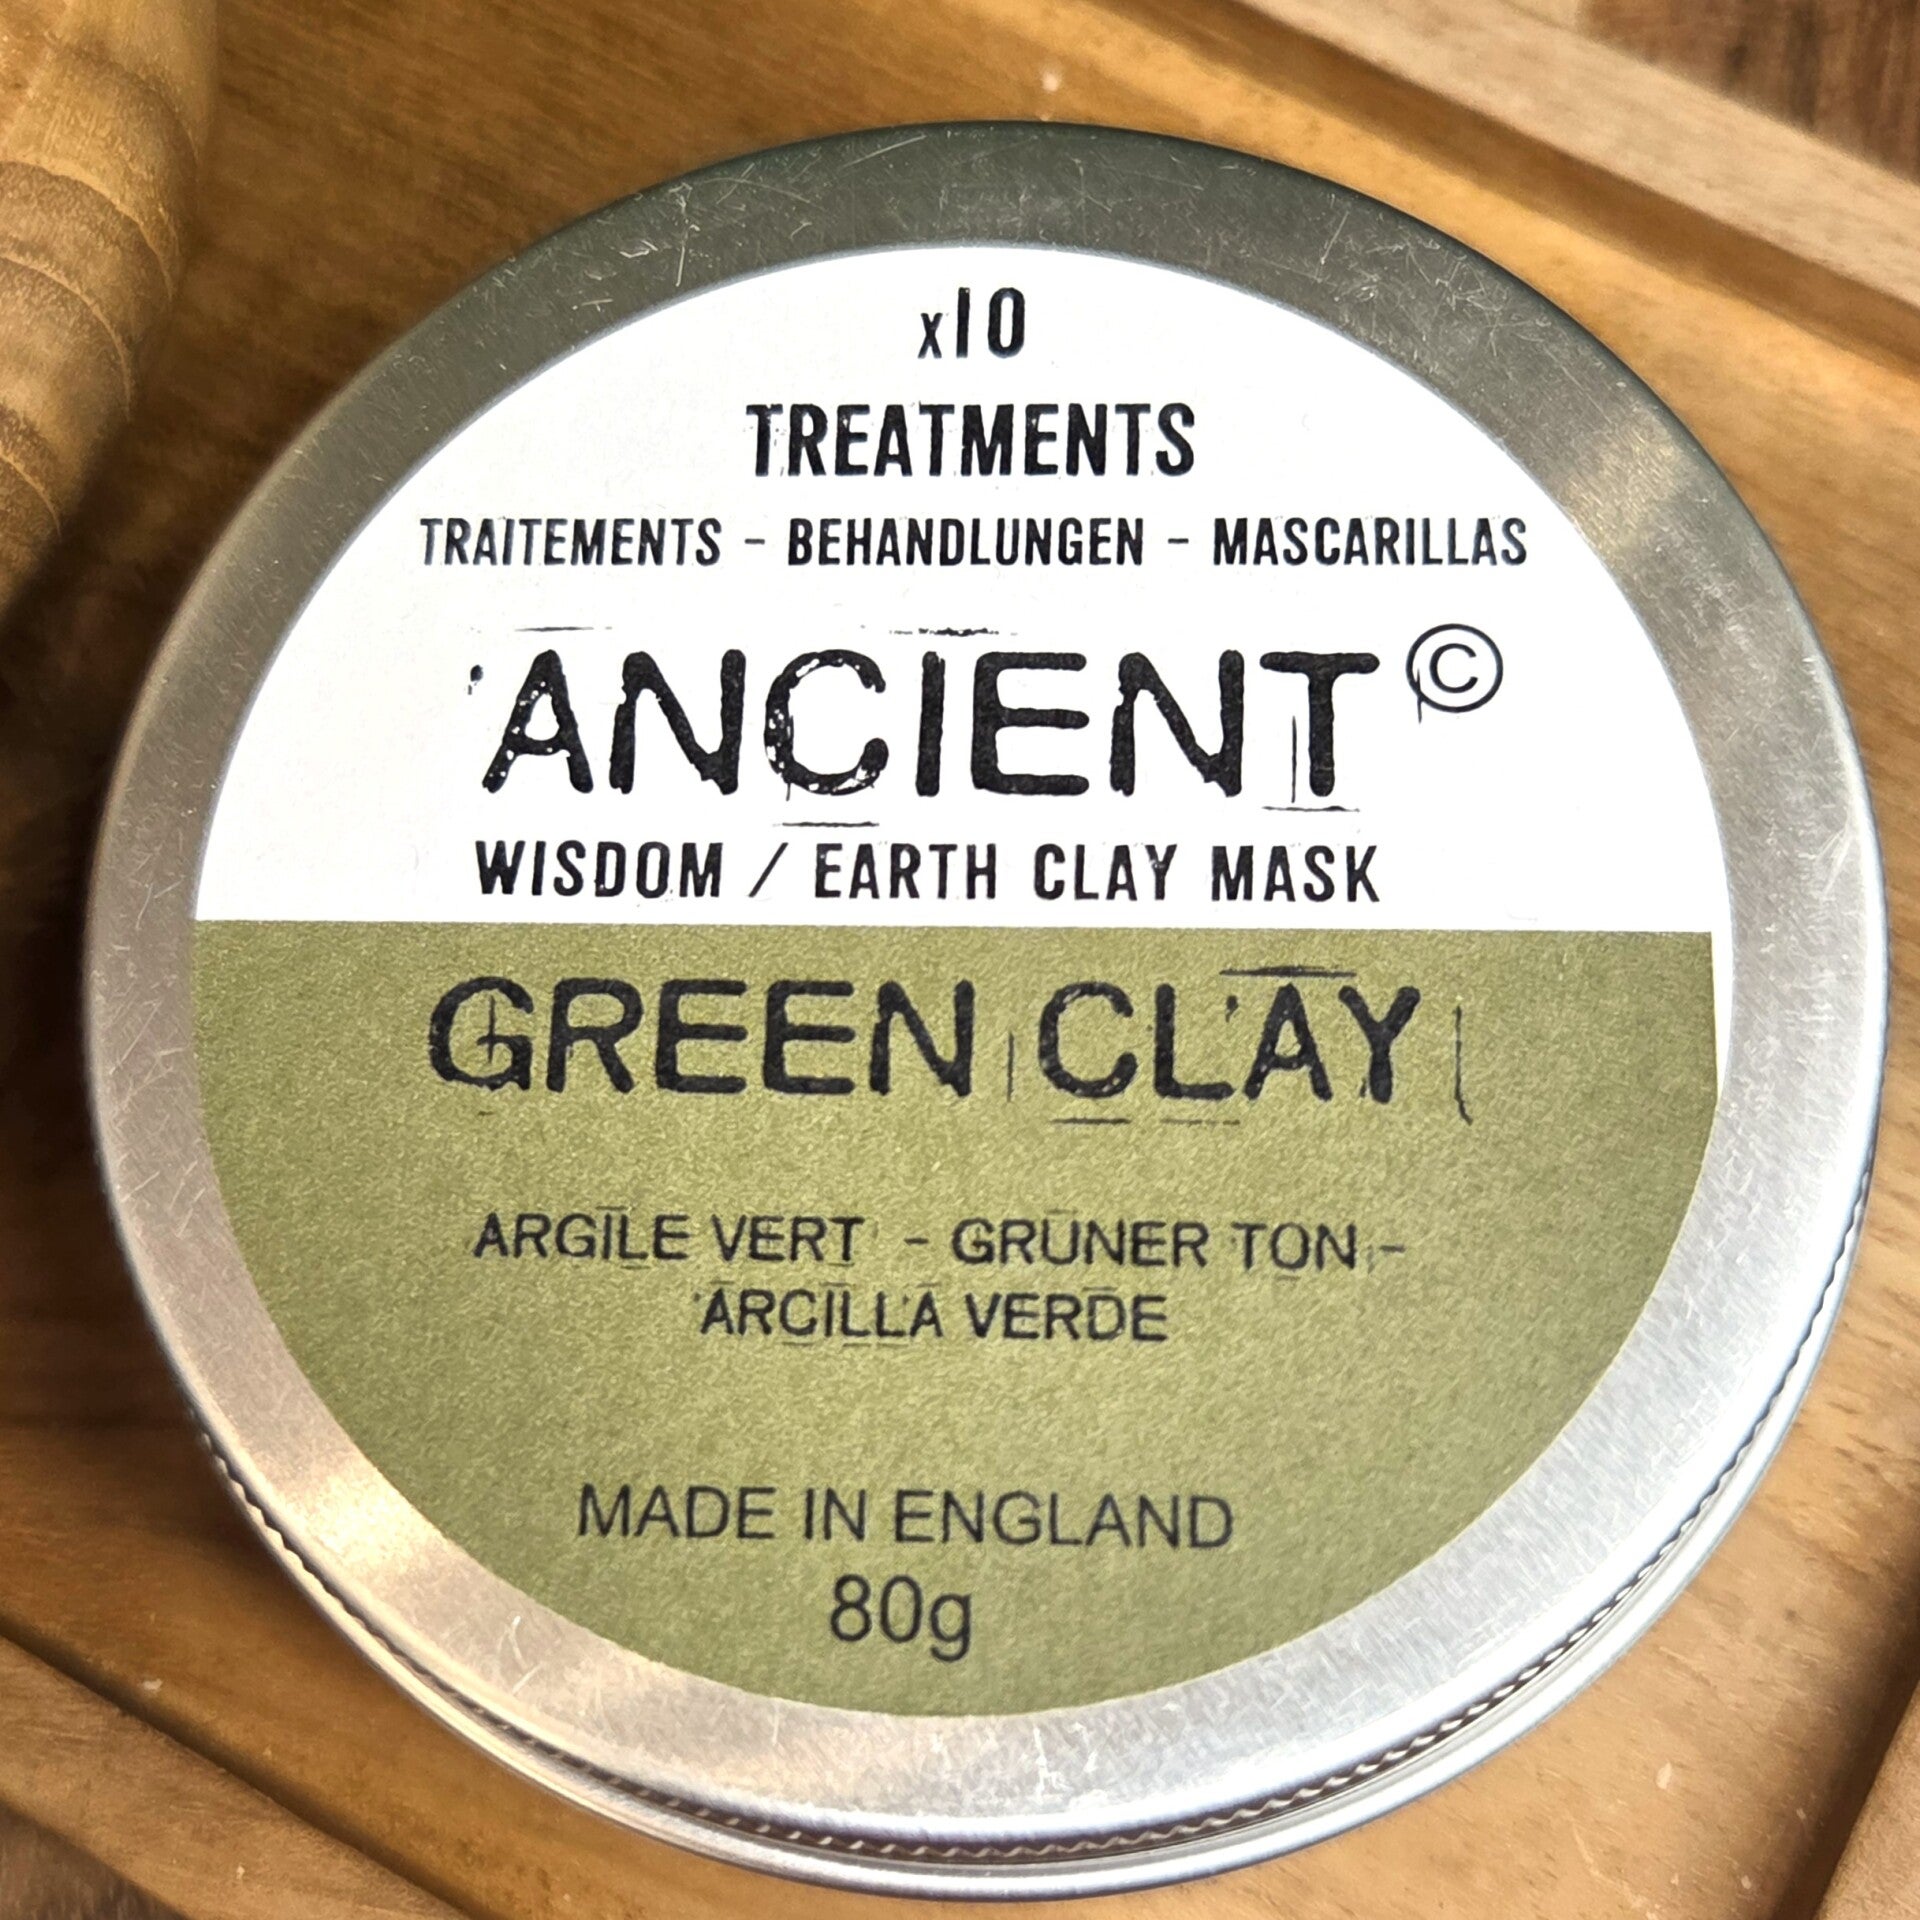 x10
TREATMENTS
TRAITEMENTS - BEHANDLUNGEN - MASCARILLAS
ANCIENT©
WISDOM / EARTH CLAY MASK
GREEN CLAY
ARGILE VERT - GRÜNER TON -
ARCILLA VERDE
MADE IN ENGLAND
80g